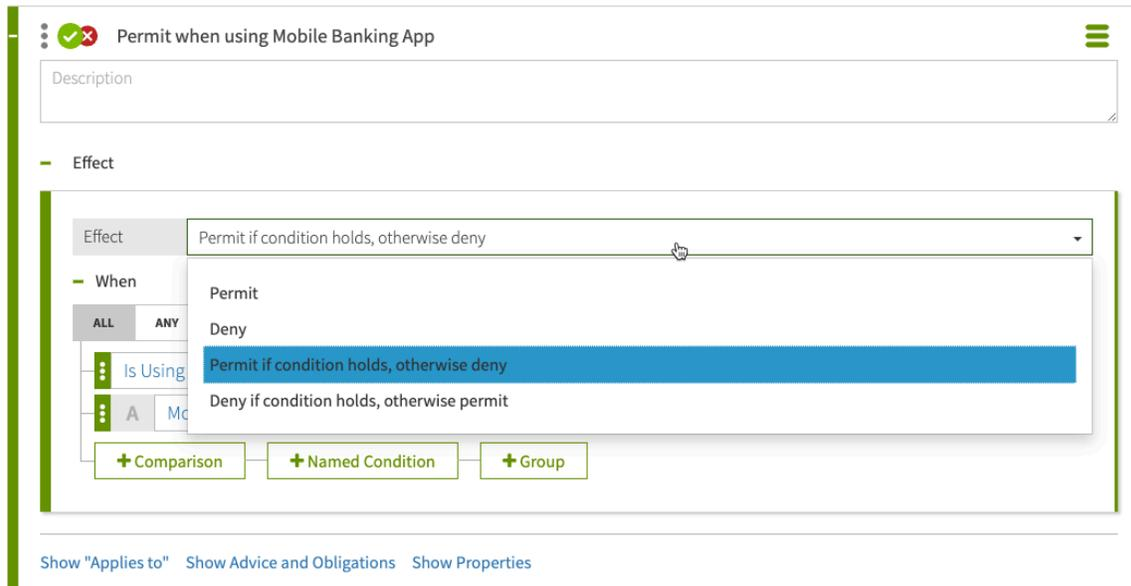 Permit when using Mobile Banking App
Description
Effect
Effect Permit if condition holds, otherwise deny
When
Permit
ALL ANY
Deny
Is Using
Permit if condition holds, otherwise deny
A
Deny if condition holds, otherwise permit
+Comparison +Named Condition +Group
Show "Applies to" Show Advice and Obligations Show Properties